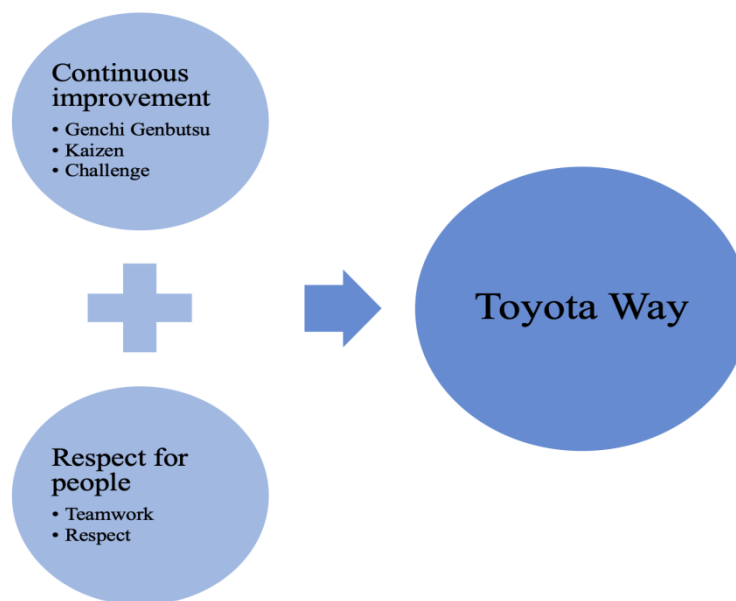 Continuous
improvement
• Genchi Genbutsu
• Kaizen
• Challenge
Respect for
people
• Teamwork
• Respect
Toyota Way